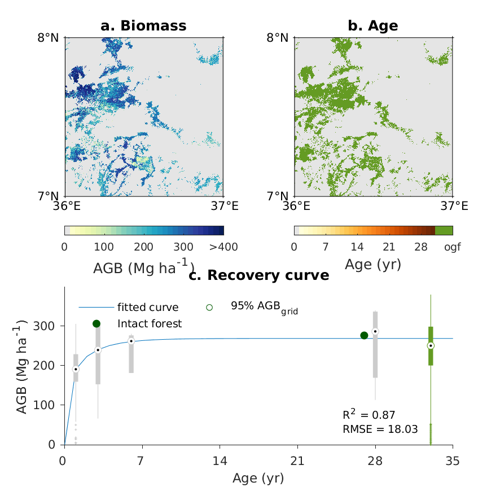 a. Biomass
b. Age
8°N
7°N
36°E
37°E
8°N
7°N
36°E
37°E
0 100 200 300 >400
AGB (Mg ha⁻¹)
0 7 14 21 28 ogf
Age (yr)
c. Recovery curve
fitted curve
95% AGB_grid
Intact forest
300
200
100
0
AGB (Mg ha⁻¹)
R² = 0.87
RMSE = 18.03
0 7 14 21 28 35
Age (yr)